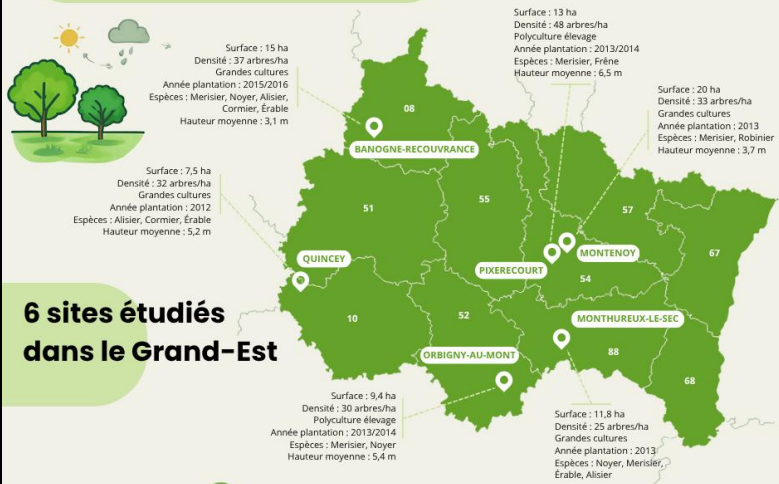 Surface : 13 ha
Densité : 48 arbres/ha
Polyculture élevage
Année plantation : 2013/2014
Espèces : Merisier, Frêne
Hauteur moyenne : 6,5 m
Surface : 15 ha
Densité : 37 arbres/ha
Grandes cultures
Année plantation : 2015/2016
Espèces : Merisier, Noyer, Alisier,
Cormier, Érable
Hauteur moyenne : 3,1 m
Surface : 20 ha
Densité : 33 arbres/ha
Grandes cultures
Année plantation : 2013
Espèces : Merisier, Robinier
Hauteur moyenne : 3,7 m
08
BANOGNE-RECOUVRANCE
Surface : 7,5 ha
Densité : 32 arbres/ha
Grandes cultures
Année plantation : 2012
Espèces : Alisier, Cormier, Érable
Hauteur moyenne : 5,2 m
51
55
57
67
QUINCEY
PIXERECOURT
MONTENOY
54
6 sites étudiés
dans le Grand-Est
10
52
MONTHUREUX-LE-SEC
ORBIGNY-AU-MONT
88
68
Surface : 9,4 ha
Densité : 30 arbres/ha
Polyculture élevage
Année plantation : 2013/2014
Espèces : Merisier, Noyer
Hauteur moyenne : 5,4 m
Surface : 11,8 ha
Densité : 25 arbres/ha
Grandes cultures
Année plantation : 2013
Espèces : Noyer, Merisier,
Érable, Alisier